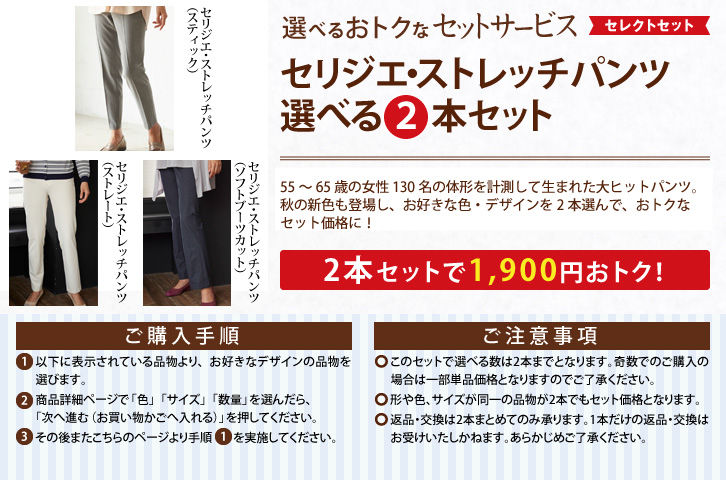 セリジエ・ストレッチパンツ
（スティック）
セリジエ・ストレッチパンツ
（ストレート）
セリジエ・ストレッチパンツ
（ソフトブーツカット）
選べるおトクなセットサービス
セレクトセット
セリジエ・ストレッチパンツ
選べる2本セット
55～65歳の女性130名の体形を計測して生まれた大ヒットパンツ。
秋の新色も登場し、お好きな色・デザインを2本選んで、おトクな
セット価格に！
2本セットで1,900円おトク！
ご購入手順
1 以下に表示されている品物より、お好きなデザインの品物を
選びます。
2 商品詳細ページで「色」「サイズ」「数量」を選んだら、
「次へ進む（お買い物かごへ入れる）」を押してください。
3 その後またこちらのページより手順1を実施してください。
ご注意事項
○ このセットで選べる数は2本までとなります。奇数でのご購入の
場合は一部単品価格となりますのでご了承ください。
○ 形や色、サイズが同一の品物が2本でもセット価格となります。
○ 返品・交換は2本まとめてのみ承ります。1本だけの返品・交換は
お受けいたしかねます。あらかじめご了承ください。